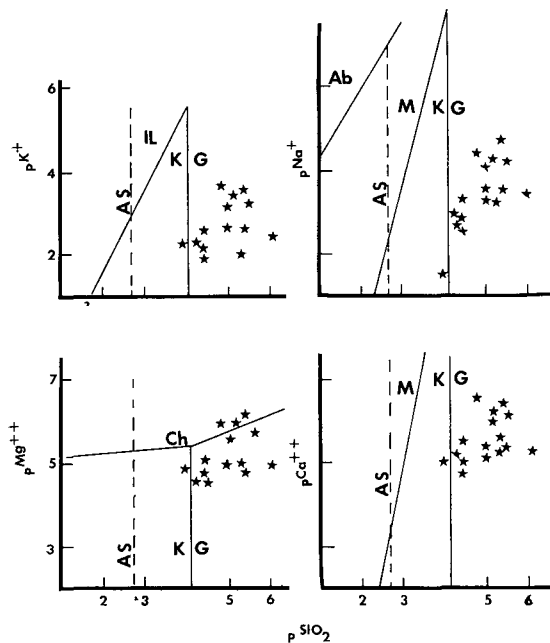 pK+
6
4
2
IL
K G
AS
pNa+
Ab
M K G
AS
pMg++
7
5
3
Ch
AS
K G
2 3 5 6
pCa++
M K G
AS
2 3 5 6
pSiO2